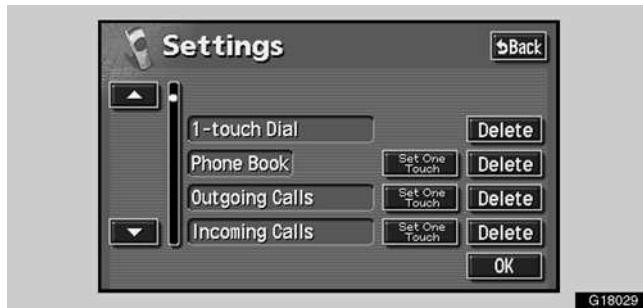 Settings
Back
1-touch Dial
Delete
Phone Book
Set One
Touch
Delete
Outgoing Calls
Set One
Touch
Delete
Incoming Calls
Set One
Touch
Delete
OK
G18029